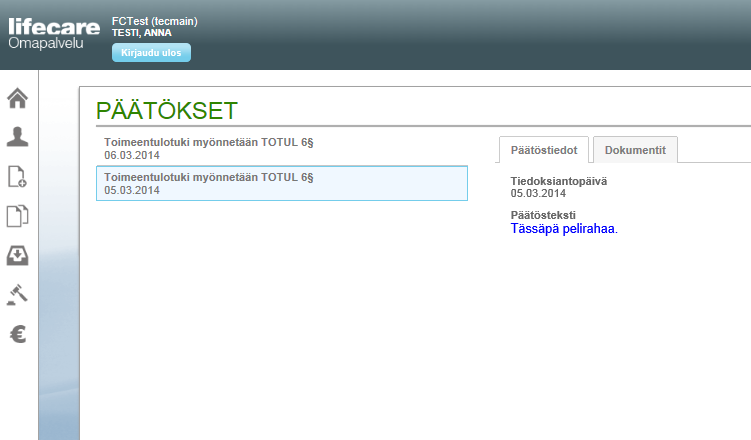 lifecare
Omapalvelu
FCTest (tecmain)
TESTI, ANNA
Kirjaudu ulos
PÄÄTÖKSET
Toimeentulotuki myönnetään TOTUL 6§
06.03.2014
Toimeentulotuki myönnetään TOTUL 6§
05.03.2014
Päätöstiedot
Dokumentit
Tiedoksiantopäivä
05.03.2014
Päätösteksti
Tässäpä pelirahaa.